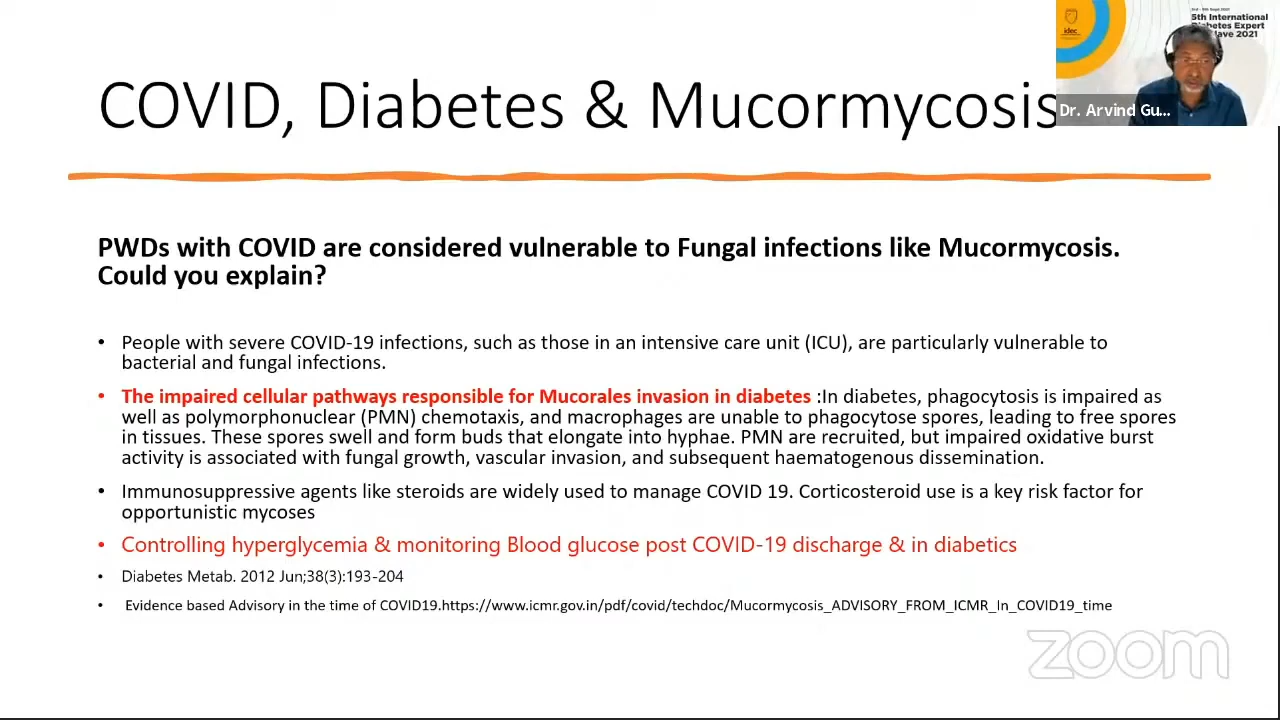 COVID, Diabetes & Mucormycosis
idec
5th International
Diabetes Expert
ave 2021
Dr. Arvind Gu...
PWDs with COVID are considered vulnerable to Fungal infections like Mucormycosis.
Could you explain?
• People with severe COVID-19 infections, such as those in an intensive care unit (ICU), are particularly vulnerable to
bacterial and fungal infections.
• The impaired cellular pathways responsible for Mucorales invasion in diabetes :In diabetes, phagocytosis is impaired as
well as polymorphonuclear (PMN) chemotaxis, and macrophages are unable to phagocytose spores, leading to free spores
in tissues. These spores swell and form buds that elongate into hyphae. PMN are recruited, but impaired oxidative burst
activity is associated with fungal growth, vascular invasion, and subsequent haematogenous dissemination.
• Immunosuppressive agents like steroids are widely used to manage COVID 19. Corticosteroid use is a key risk factor for
opportunistic mycoses
• Controlling hyperglycemia & monitoring Blood glucose post COVID-19 discharge & in diabetics
• Diabetes Metab. 2012 Jun;38(3):193-204
• Evidence based Advisory in the time of COVID19.https://www.icmr.gov.in/pdf/covid/techdoc/Mucormycosis_ADVISORY_FROM_ICMR_In_COVID19_time
zoom